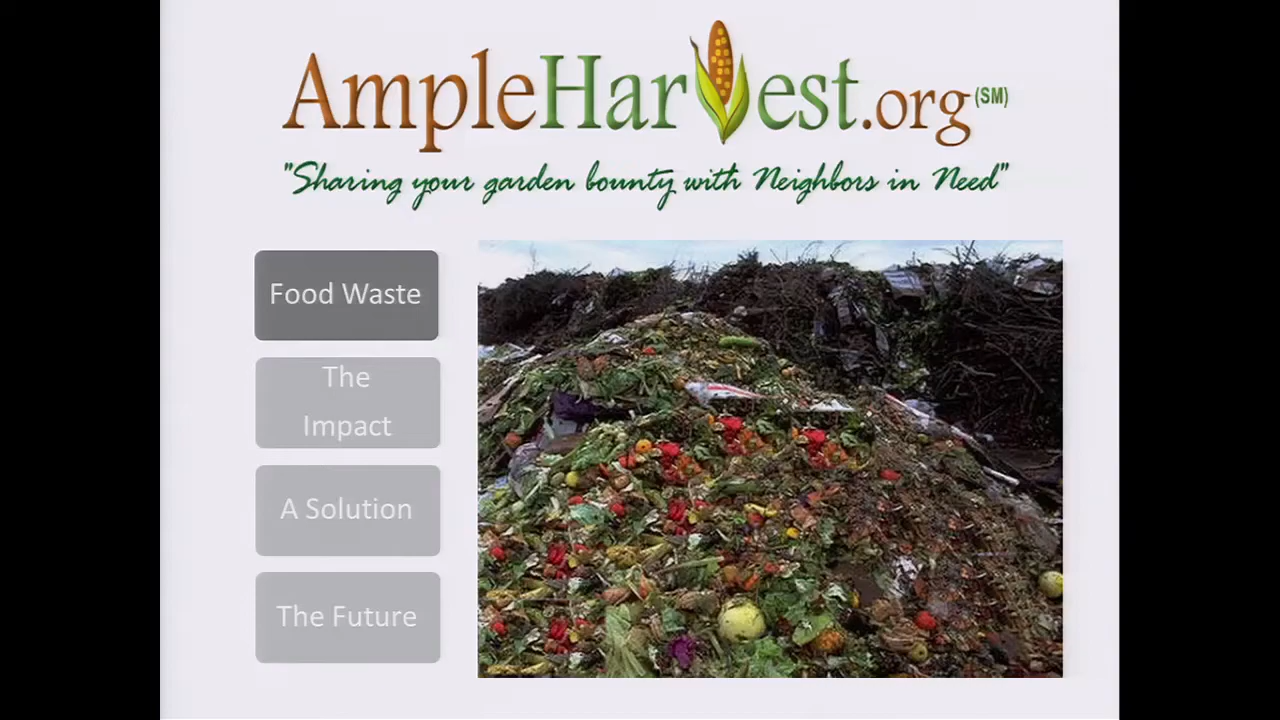 AmpleHarvest.org(SM)
"Sharing your garden bounty with Neighbors in Need"
Food Waste
The
Impact
A Solution
The Future